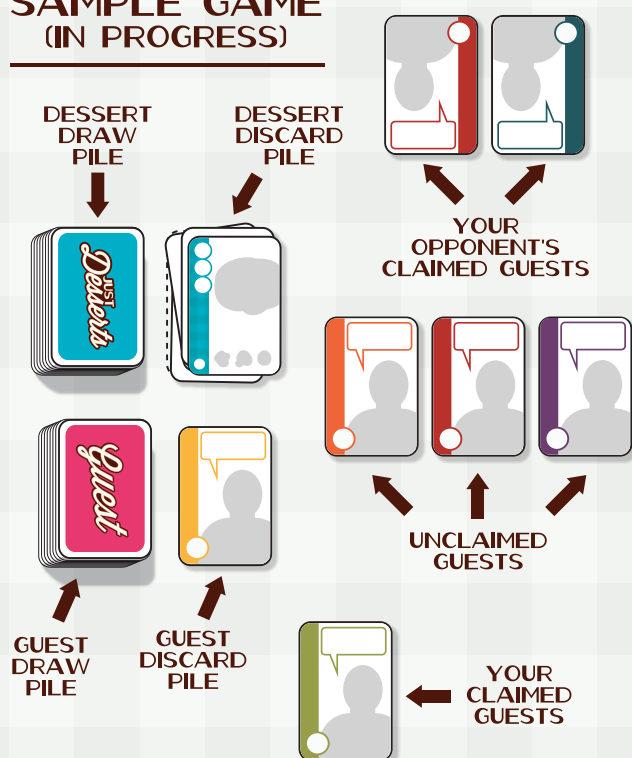 SAMPLE GAME
(IN PROGRESS)
DESSERT
DRAW
PILE
DESSERT
DISCARD
PILE
YOUR
OPPONENT'S
CLAIMED GUESTS
JUST
Desserts
Guest
UNCLAIMED
GUESTS
GUEST
DRAW
PILE
GUEST
DISCARD
PILE
YOUR
CLAIMED
GUESTS